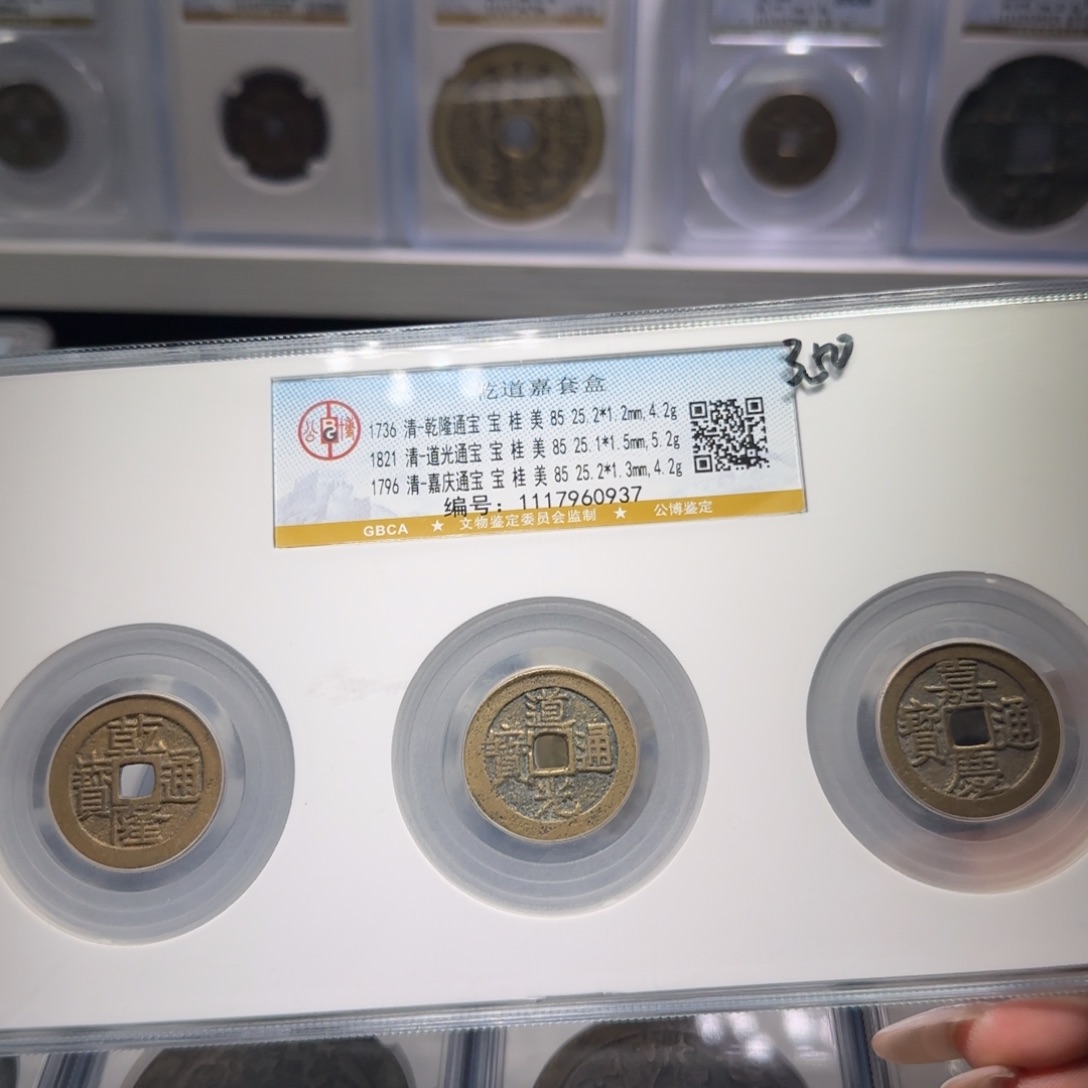 350
乾道嘉套盒
1736 清-乾隆通宝 宝 桂 美 85 25.2*1.2mm,4.2g
1821 清-道光通宝 宝 桂 美 85 25.1*1.5mm,5.2g
1796 清-嘉庆通宝 宝 桂 美 85 25.2*1.3mm,4.2g
编号：1117960937
GBCA ★ 文物鉴定委员会监制 ★ 公博鉴定
公博
乾隆通寶
道光通寶
嘉慶通寶